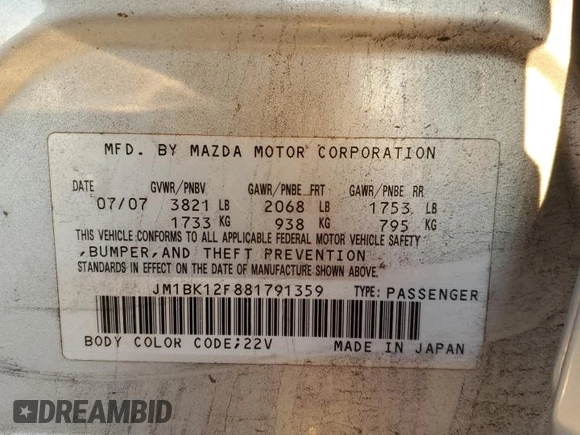 MFD. BY MAZDA MOTOR CORPORATION
DATE GVWR/PNBV GAWR/PNBE FRT GAWR/PNBE RR
07/07 3821 LB 2068 LB 1753 LB
1733 KG 938 KG 795 KG
THIS VEHICLE CONFORMS TO ALL APPLICABLE FEDERAL MOTOR VEHICLE SAFETY
,BUMPER,AND THEFT PREVENTION
STANDARDS IN EFFECT ON THE DATE OF MANUFACTURE SHOWN ABOVE.
JM1BK12F881791359 TYPE: PASSENGER
BODY COLOR CODE;22V MADE IN JAPAN
DREAMBID